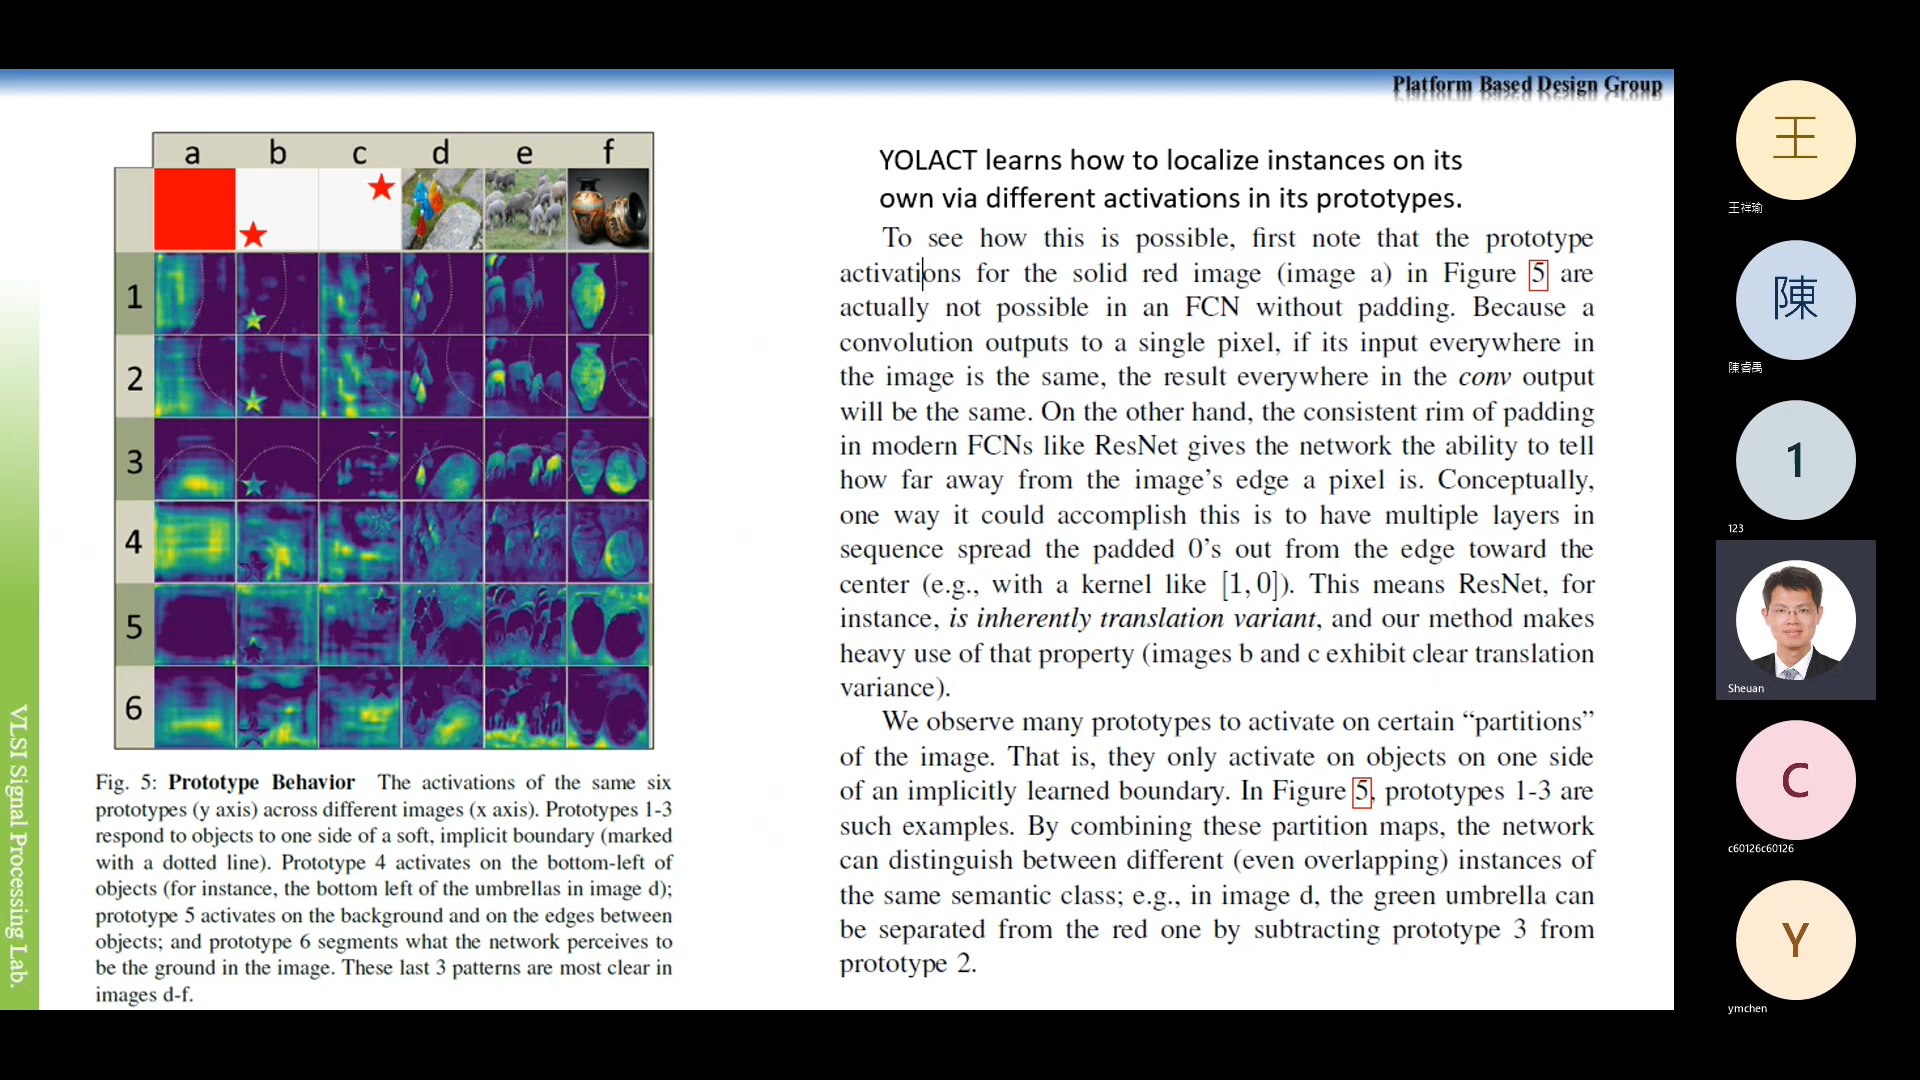 Platform Based Design Group
a b c d e f
1
2
3
4
5
6
Fig. 5: Prototype Behavior The activations of the same six
prototypes (y axis) across different images (x axis). Prototypes 1-3
respond to objects to one side of a soft, implicit boundary (marked
with a dotted line). Prototype 4 activates on the bottom-left of
objects (for instance, the bottom left of the umbrellas in image d);
prototype 5 activates on the background and on the edges between
objects; and prototype 6 segments what the network perceives to
be the ground in the image. These last 3 patterns are most clear in
images d-f.
YOLACT learns how to localize instances on its
own via different activations in its prototypes.
To see how this is possible, first note that the prototype
activations for the solid red image (image a) in Figure 5 are
actually not possible in an FCN without padding. Because a
convolution outputs to a single pixel, if its input everywhere in
the image is the same, the result everywhere in the conv output
will be the same. On the other hand, the consistent rim of padding
in modern FCNs like ResNet gives the network the ability to tell
how far away from the image's edge a pixel is. Conceptually,
one way it could accomplish this is to have multiple layers in
sequence spread the padded 0's out from the edge toward the
center (e.g., with a kernel like [1, 0]). This means ResNet, for
instance, is inherently translation variant, and our method makes
heavy use of that property (images b and c exhibit clear translation
variance).
We observe many prototypes to activate on certain “partitions”
of the image. That is, they only activate on objects on one side
of an implicitly learned boundary. In Figure 5, prototypes 1-3 are
such examples. By combining these partition maps, the network
can distinguish between different (even overlapping) instances of
the same semantic class; e.g., in image d, the green umbrella can
be separated from the red one by subtracting prototype 3 from
prototype 2.
VLSI Signal Processing Lab.
王
王祥瑜
陳
陳睿禹
1
123
Sheuan
C
c60126c60126
Y
ymchen